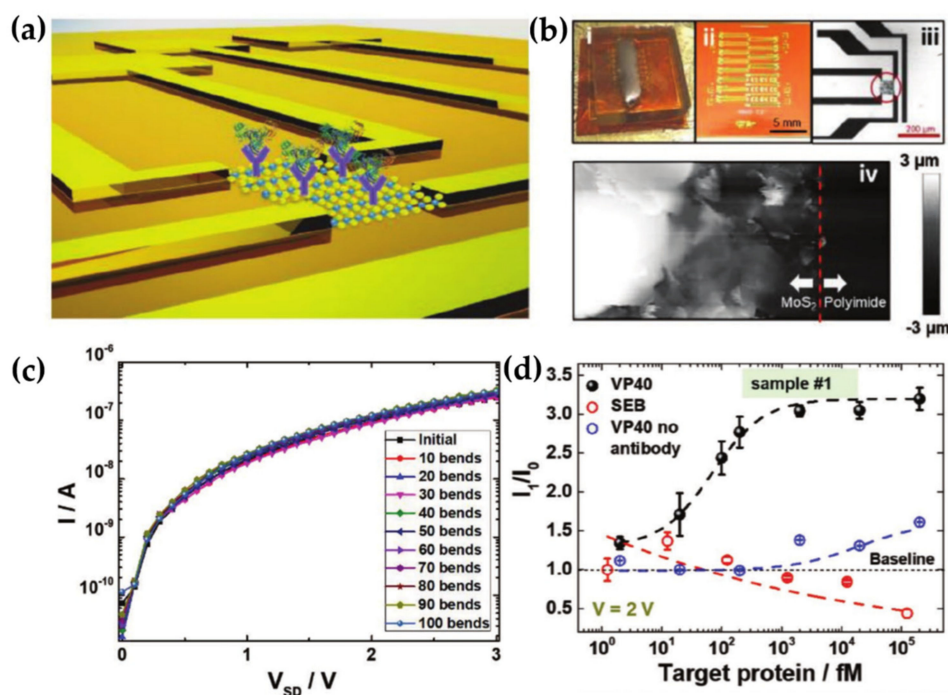 (a)
(b)
i
ii
5 mm
iii
200 µm
iv
MoS2
Polyimide
3 µm
-3 µm
(c)
I / A
10⁻⁶
10⁻⁷
10⁻⁸
10⁻⁹
10⁻¹⁰
Initial
10 bends
20 bends
30 bends
40 bends
50 bends
60 bends
70 bends
80 bends
90 bends
100 bends
0
1
2
3
V_SD / V
(d)
I₁/I₀
3.5
3.0
2.5
2.0
1.5
1.0
0.5
VP40
SEB
VP40 no
antibody
sample #1
Baseline
V = 2 V
10⁰
10¹
10²
10³
10⁴
10⁵
Target protein / fM